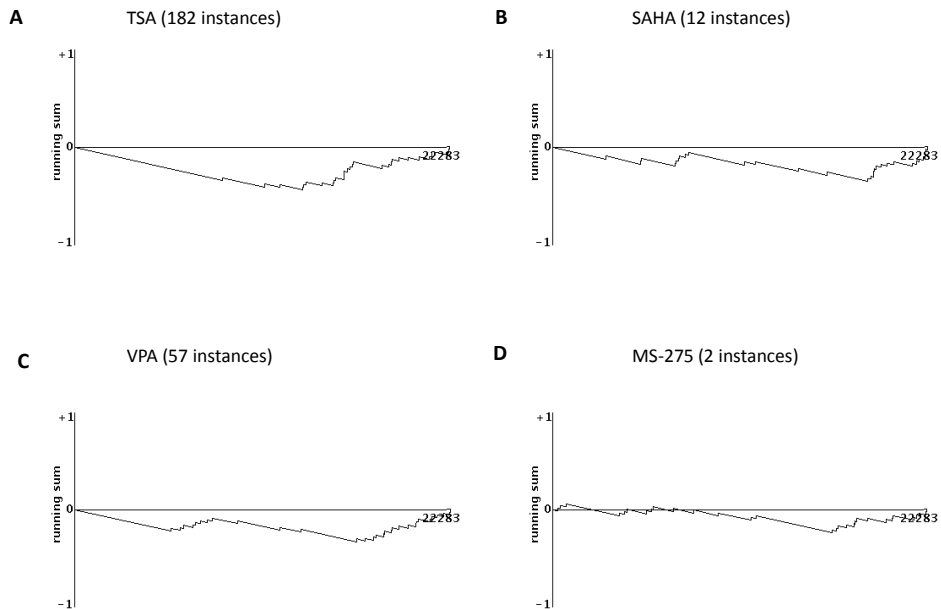 A
TSA (182 instances)
+1
running sum
0
22283
−1
B
SAHA (12 instances)
+1
running sum
0
22283
−1
C
VPA (57 instances)
+1
running sum
0
22283
−1
D
MS-275 (2 instances)
+1
running sum
0
22283
−1